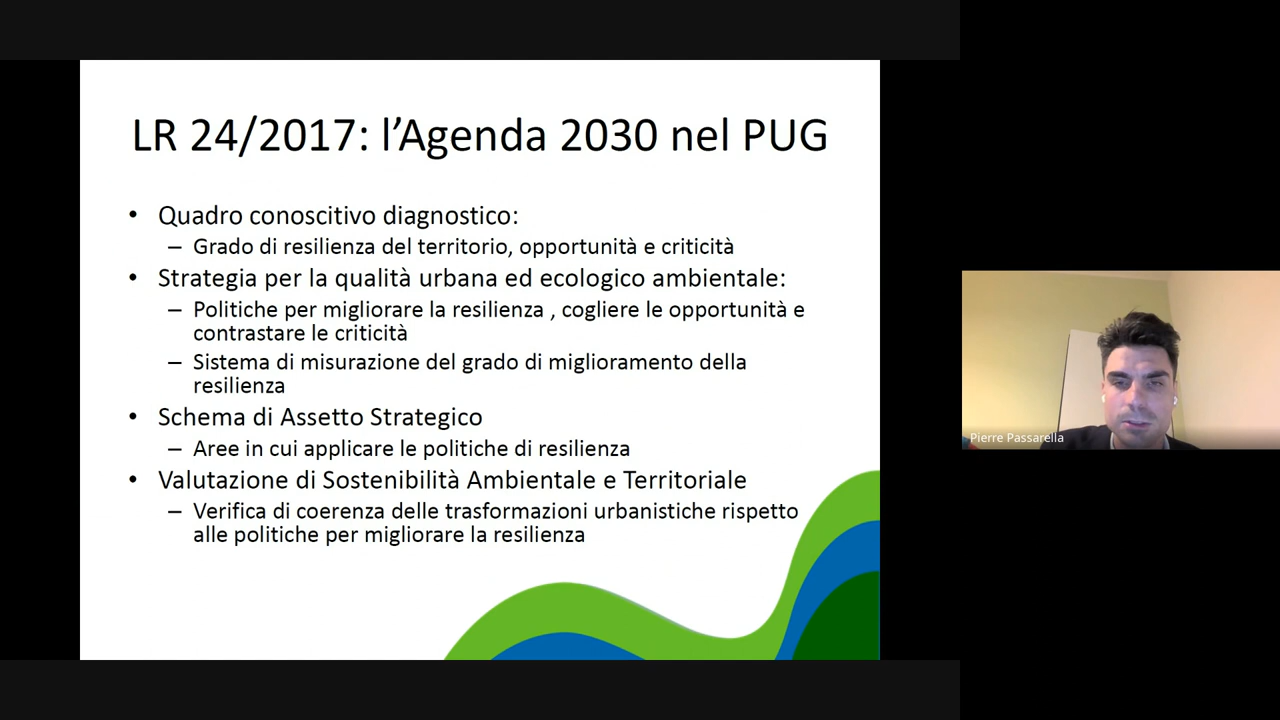 LR 24/2017: l’Agenda 2030 nel PUG
• Quadro conoscitivo diagnostico:
– Grado di resilienza del territorio, opportunità e criticità
• Strategia per la qualità urbana ed ecologico ambientale:
– Politiche per migliorare la resilienza , cogliere le opportunità e
contrastare le criticità
– Sistema di misurazione del grado di miglioramento della
resilienza
• Schema di Assetto Strategico
– Aree in cui applicare le politiche di resilienza
• Valutazione di Sostenibilità Ambientale e Territoriale
– Verifica di coerenza delle trasformazioni urbanistiche rispetto
alle politiche per migliorare la resilienza
Pierre Passarella